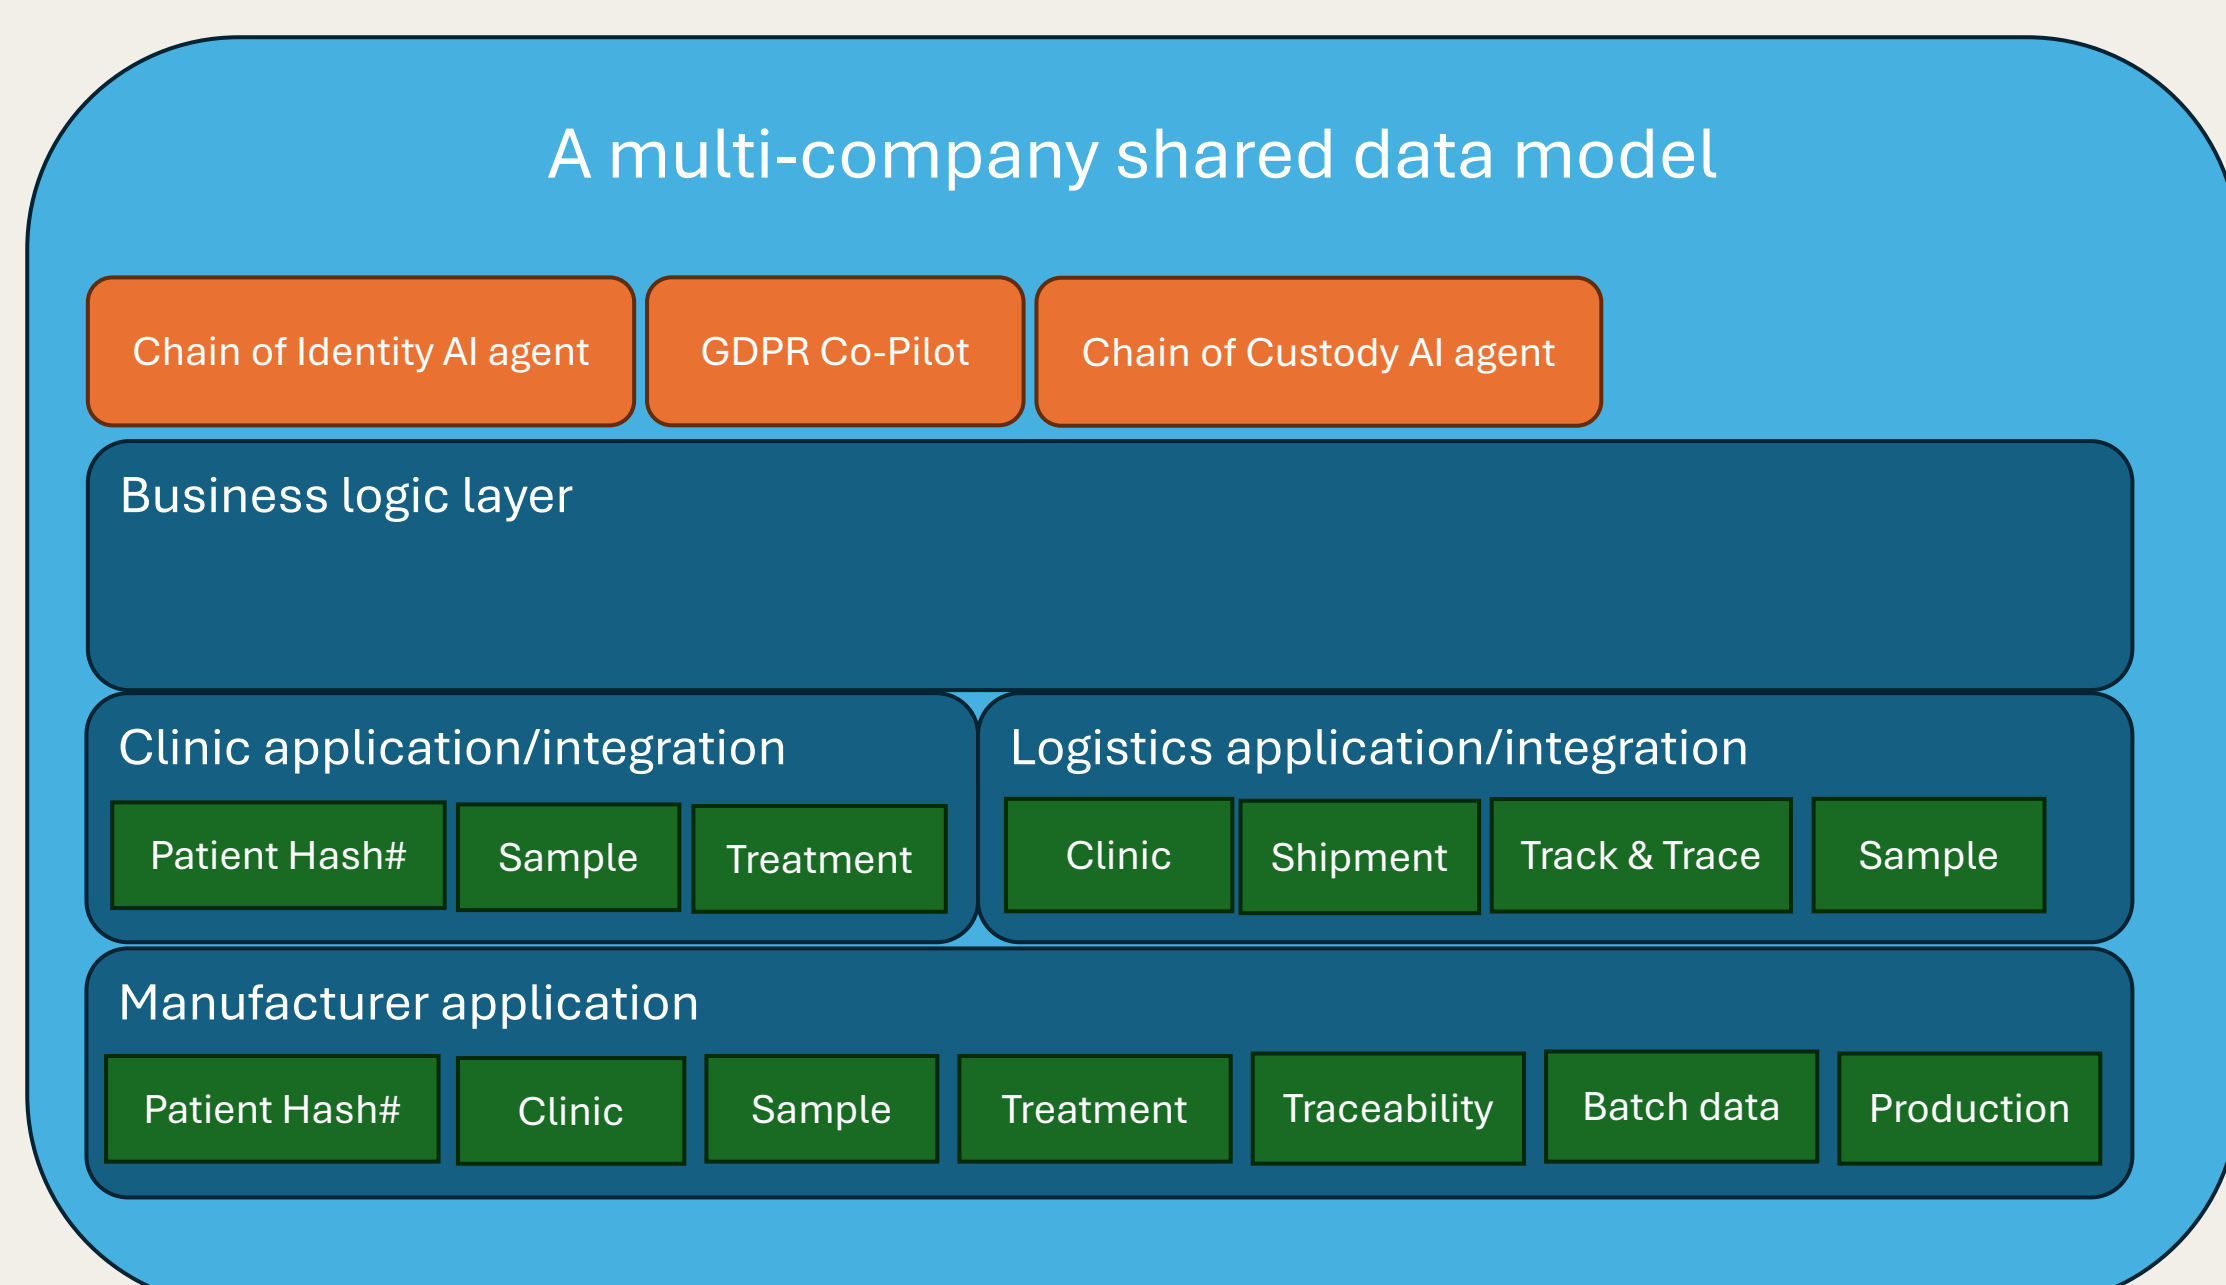 A multi-company shared data model
Chain of Identity AI agent
GDPR Co-Pilot
Chain of Custody AI agent
Business logic layer
Clinic application/integration
Patient Hash#
Sample
Treatment
Logistics application/integration
Clinic
Shipment
Track & Trace
Sample
Manufacturer application
Patient Hash#
Clinic
Sample
Treatment
Traceability
Batch data
Production